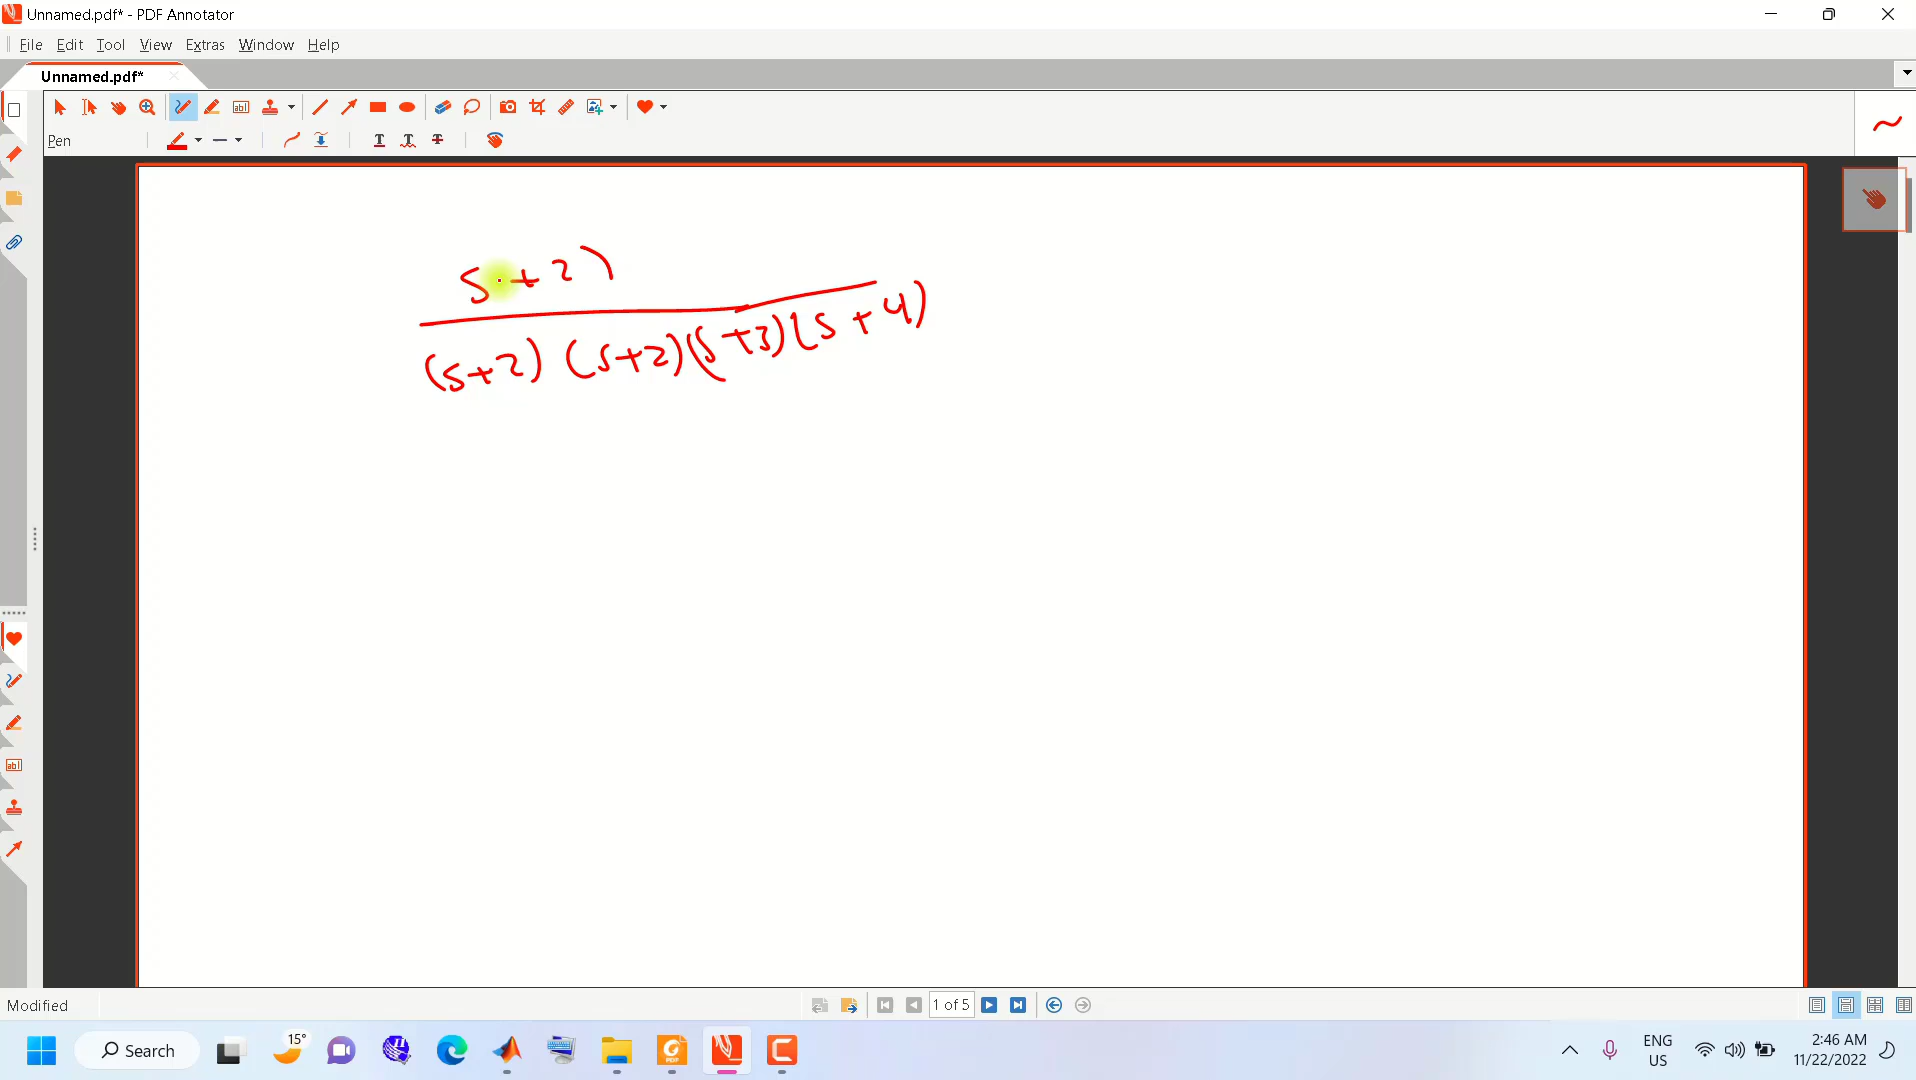 Unnamed.pdf* - PDF Annotator
File Edit Tool View Extras Window Help
Unnamed.pdf*
Pen
s + 2)
(s+2) (s+2)(s+3)(s+4)
Modified
1 of 5
15°
Search
ENG
US
2:46 AM
11/22/2022